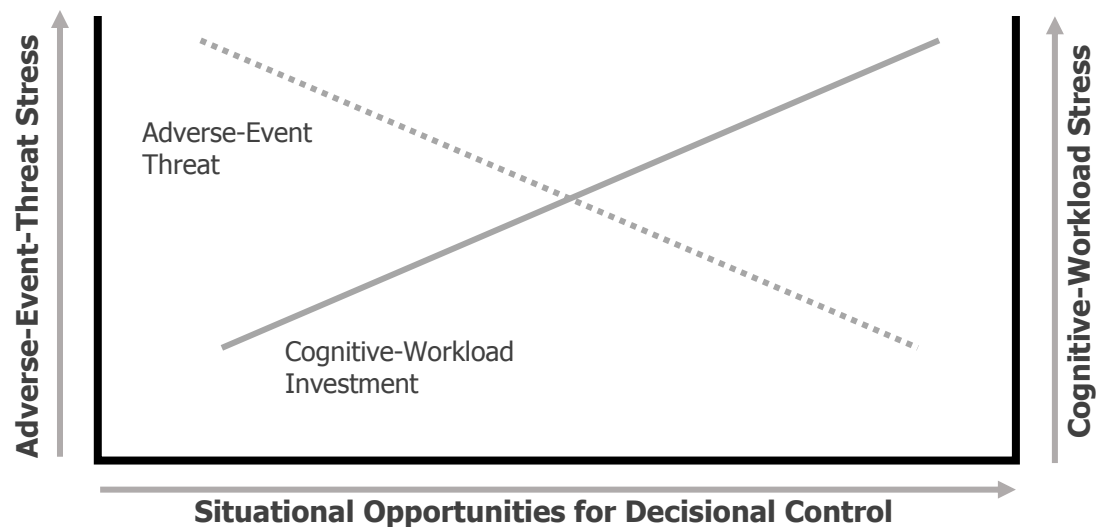 Adverse-Event-Threat Stress
Adverse-Event
Threat
Cognitive-Workload
Investment
Cognitive-Workload Stress
Situational Opportunities for Decisional Control